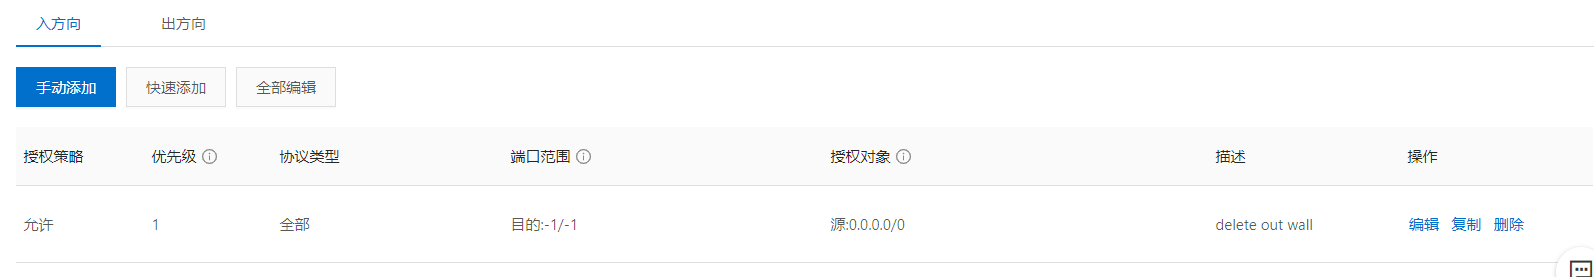 入方向 出方向
手动添加 快速添加 全部编辑
授权策略 优先级 协议类型 端口范围 授权对象 描述 操作
允许 1 全部 目的:-1/-1 源:0.0.0.0/0 delete out wall 编辑 复制 删除